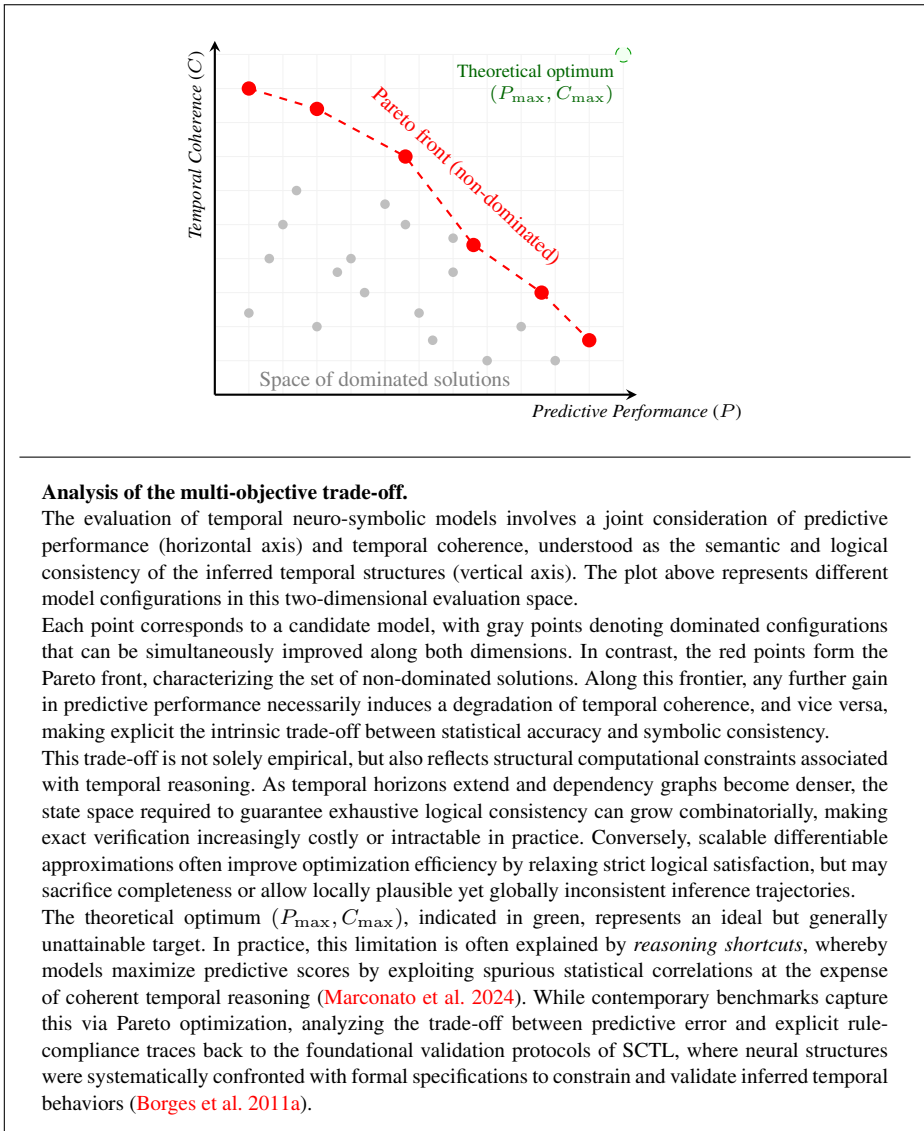 Temporal Coherence (C)
Theoretical optimum
(P_max, C_max)
Pareto front (non-dominated)
Space of dominated solutions
Predictive Performance (P)
Analysis of the multi-objective trade-off.
The evaluation of temporal neuro-symbolic models involves a joint consideration of predictive
performance (horizontal axis) and temporal coherence, understood as the semantic and logical
consistency of the inferred temporal structures (vertical axis). The plot above represents different
model configurations in this two-dimensional evaluation space.
Each point corresponds to a candidate model, with gray points denoting dominated configurations
that can be simultaneously improved along both dimensions. In contrast, the red points form the
Pareto front, characterizing the set of non-dominated solutions. Along this frontier, any further gain
in predictive performance necessarily induces a degradation of temporal coherence, and vice versa,
making explicit the intrinsic trade-off between statistical accuracy and symbolic consistency.
This trade-off is not solely empirical, but also reflects structural computational constraints associated
with temporal reasoning. As temporal horizons extend and dependency graphs become denser, the
state space required to guarantee exhaustive logical consistency can grow combinatorially, making
exact verification increasingly costly or intractable in practice. Conversely, scalable differentiable
approximations often improve optimization efficiency by relaxing strict logical satisfaction, but may
sacrifice completeness or allow locally plausible yet globally inconsistent inference trajectories.
The theoretical optimum (P_max, C_max), indicated in green, represents an ideal but generally
unattainable target. In practice, this limitation is often explained by reasoning shortcuts, whereby
models maximize predictive scores by exploiting spurious statistical correlations at the expense
of coherent temporal reasoning (Marconato et al. 2024). While contemporary benchmarks capture
this via Pareto optimization, analyzing the trade-off between predictive error and explicit rule-
compliance traces back to the foundational validation protocols of SCTL, where neural structures
were systematically confronted with formal specifications to constrain and validate inferred temporal
behaviors (Borges et al. 2011a).